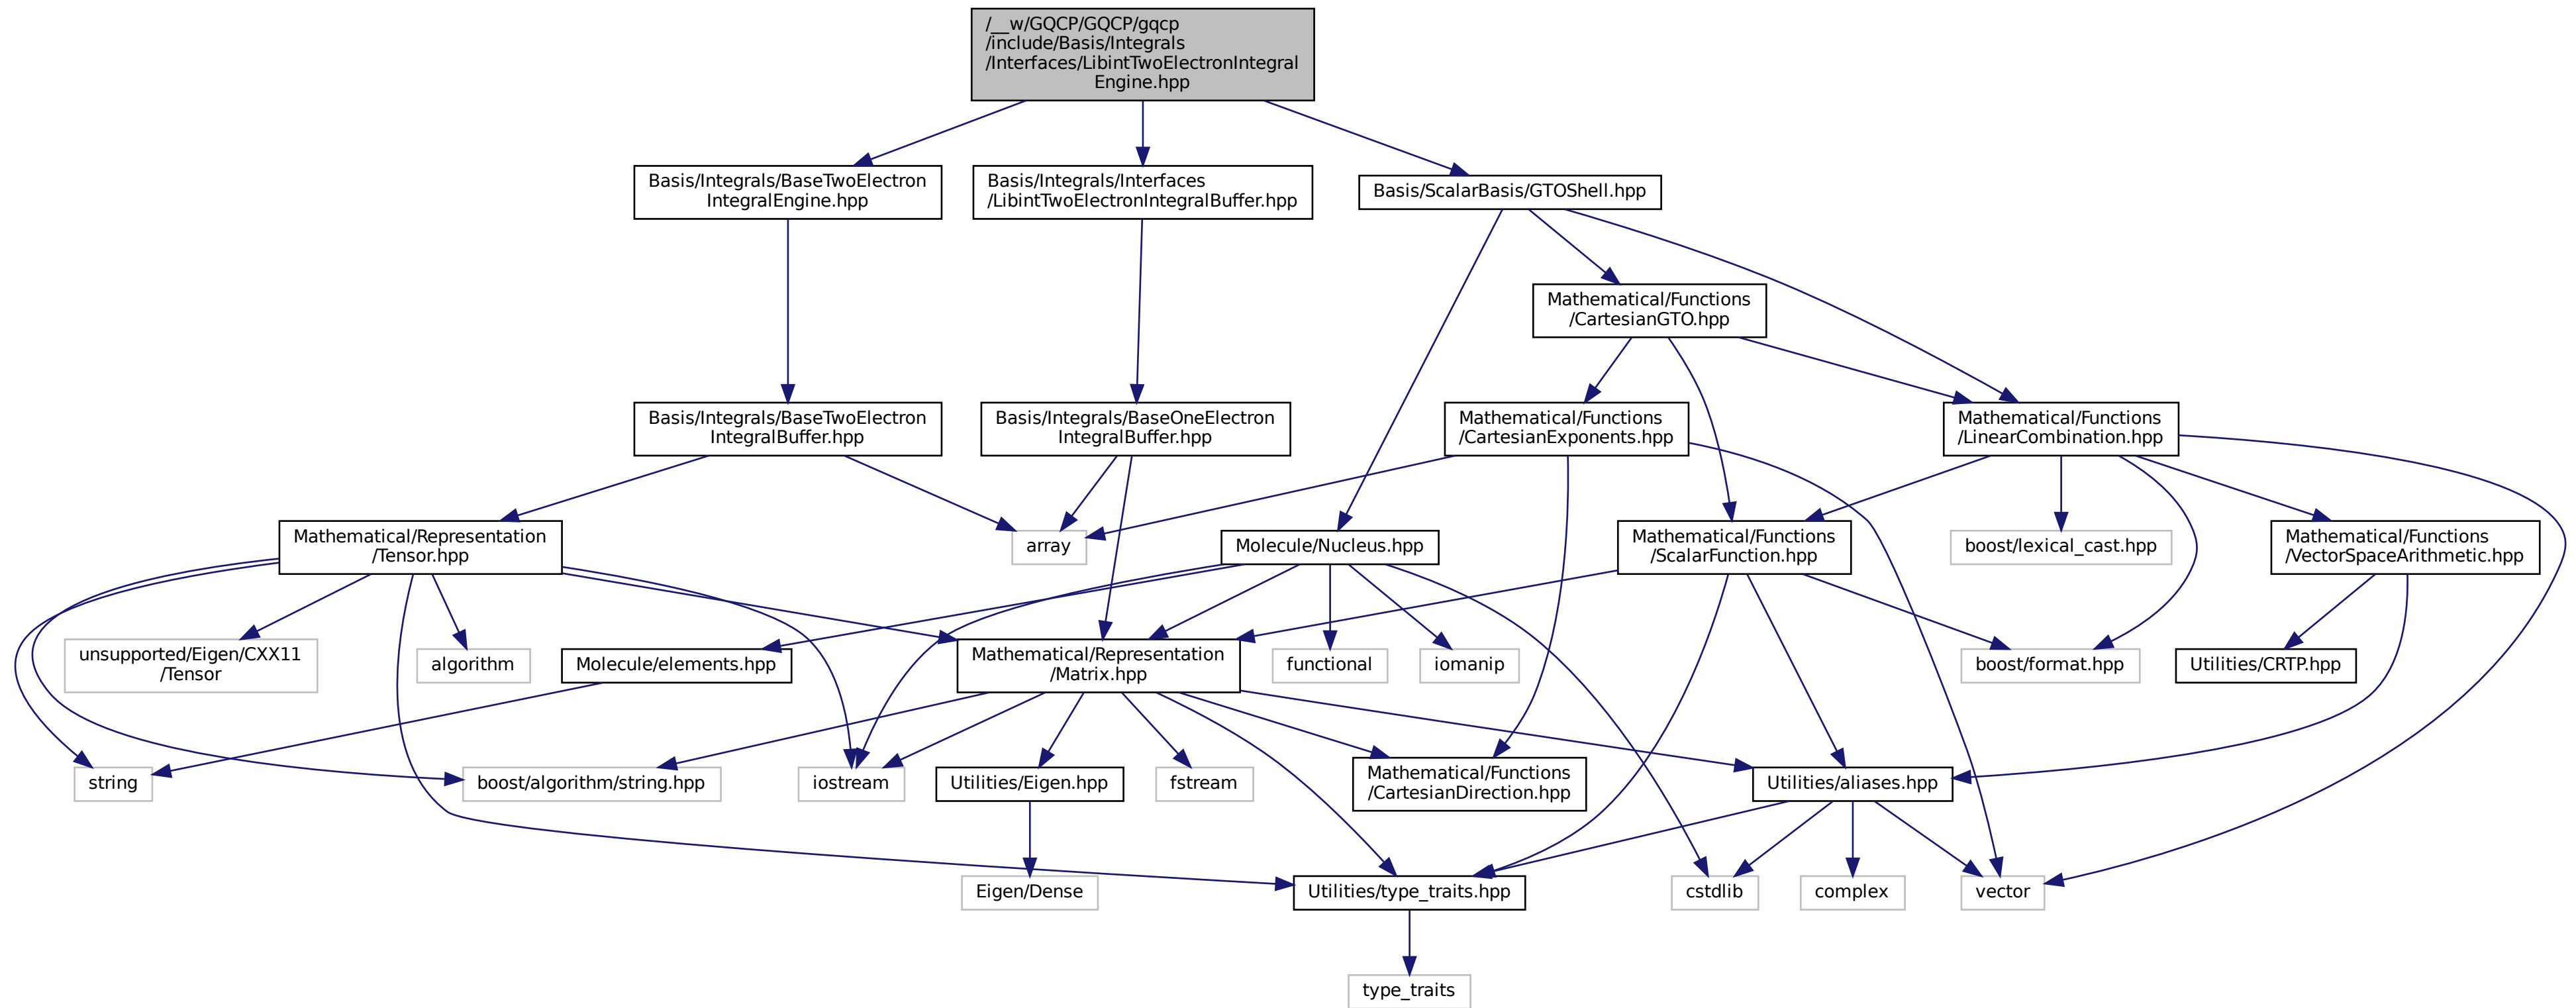 /__w/GQCP/GQCP/gqcp
/include/Basis/Integrals
/Interfaces/LibintTwoElectronIntegral
Engine.hpp
Basis/Integrals/BaseTwoElectron
IntegralEngine.hpp
Basis/Integrals/Interfaces
/LibintTwoElectronIntegralBuffer.hpp
Basis/ScalarBasis/GTOShell.hpp
Mathematical/Functions
/CartesianGTO.hpp
Basis/Integrals/BaseTwoElectron
IntegralBuffer.hpp
Basis/Integrals/BaseOneElectron
IntegralBuffer.hpp
Mathematical/Functions
/CartesianExponents.hpp
Mathematical/Functions
/LinearCombination.hpp
Mathematical/Representation
/Tensor.hpp
array
Molecule/Nucleus.hpp
Mathematical/Functions
/ScalarFunction.hpp
boost/lexical_cast.hpp
Mathematical/Functions
/VectorSpaceArithmetic.hpp
unsupported/Eigen/CXX11
/Tensor
algorithm
Molecule/elements.hpp
Mathematical/Representation
/Matrix.hpp
functional
iomanip
boost/format.hpp
Utilities/CRTP.hpp
string
boost/algorithm/string.hpp
iostream
Utilities/Eigen.hpp
fstream
Mathematical/Functions
/CartesianDirection.hpp
Utilities/aliases.hpp
Eigen/Dense
Utilities/type_traits.hpp
cstdlib
complex
vector
type_traits